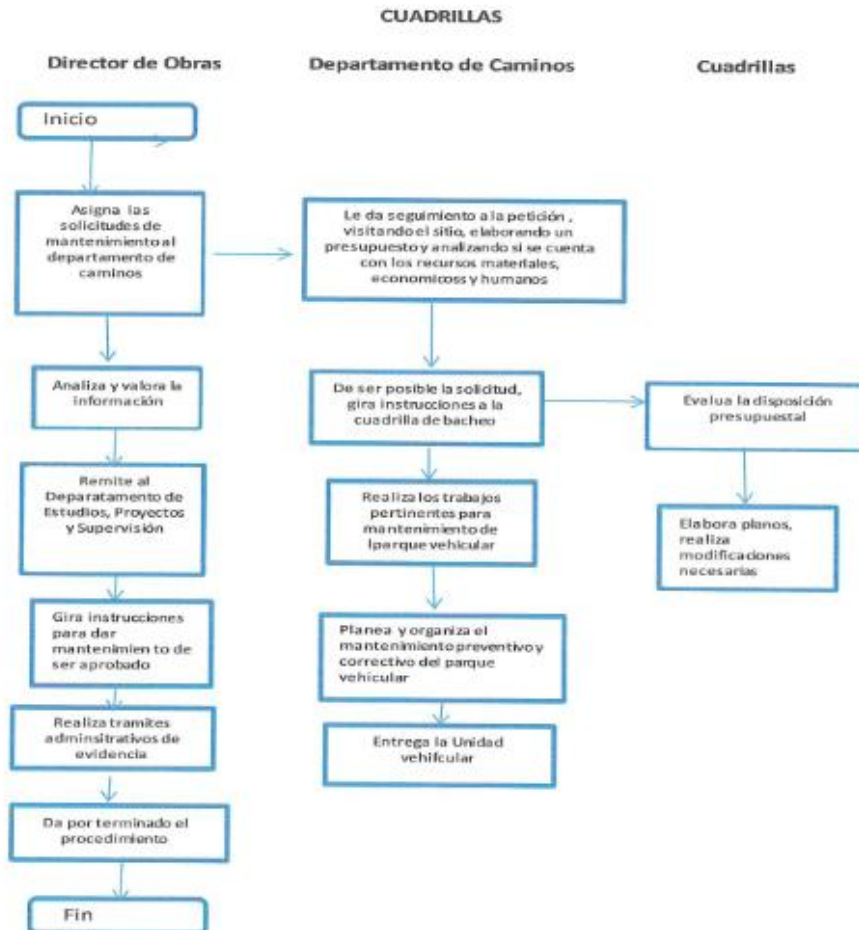 CUADRILLAS
Director de Obras
Departamento de Caminos
Cuadrillas
Inicio
Asigna las
solicitudes de
mantenimiento al
departamento de
caminos
Le da seguimiento a la petición ,
visitando el sitio, elaborando un
presupuesto y analizando si se cuenta
con los recursos materiales,
economicoss y humanos
Analiza y valora la
información
De ser posible la solicitud,
gira instrucciones a la
cuadrilla de bacheo
Evalua la disposición
presupuestal
Remite al
Deparatamento de
Estudios, Proyectos
y Supervisión
Realiza los trabajos
pertinentes para
mantenimiento de
lparque vehicular
Elabora planos,
realiza
modificaciones
necesarias
Gira instrucciones
para dar
mantenimiento de
ser aprobado
Planea y organiza el
mantenimiento preventivo y
correctivo del parque
vehicular
Realiza tramites
adminsitrativos de
evidencia
Entrega la Unidad
vehifcular
Da por terminado el
procedimiento
Fin